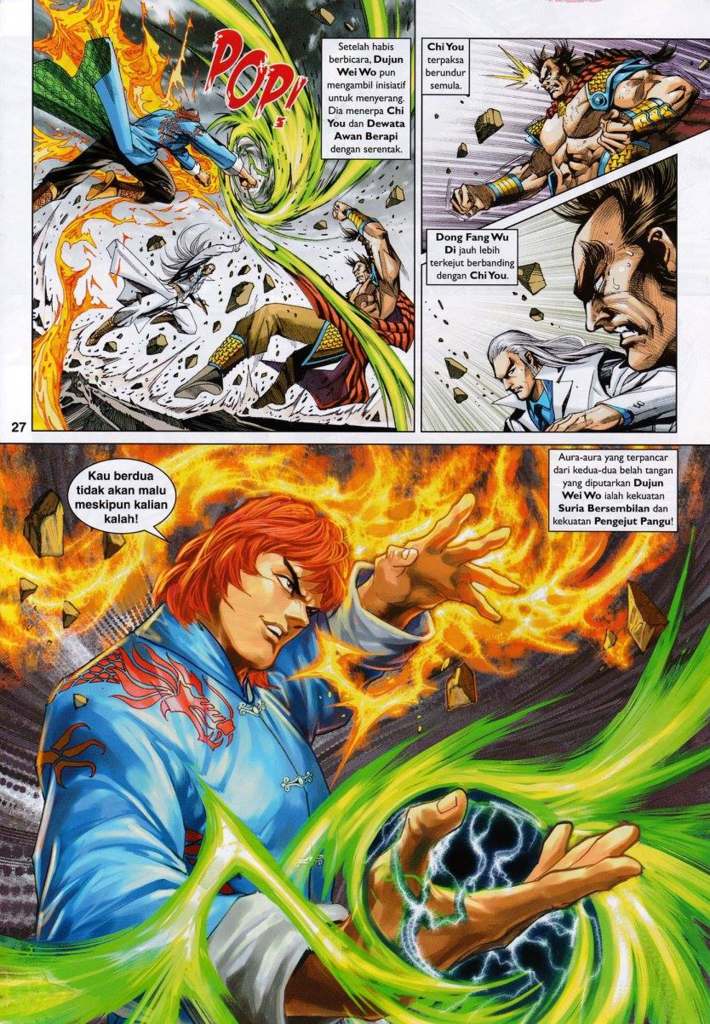 POP!
Setelah habis
berbicara, Dujun
Wei Wo pun
mengambil inisiatif
untuk menyerang.
Dia menerpa Chi
You dan Dewata
Awan Berapi
dengan serentak.
Chi You
terpaksa
berundur
semula.
Dong Fang Wu
Di jauh lebih
terkejut berbanding
dengan Chi You.
27
Kau berdua
tidak akan malu
meskipun kalian
kalah!
Aura-aura yang terpancar
dari kedua-dua belah tangan
yang diputarkan Dujun
Wei Wo ialah kekuatan
Suria Bersembilan dan
kekuatan Pengejut Pangu!